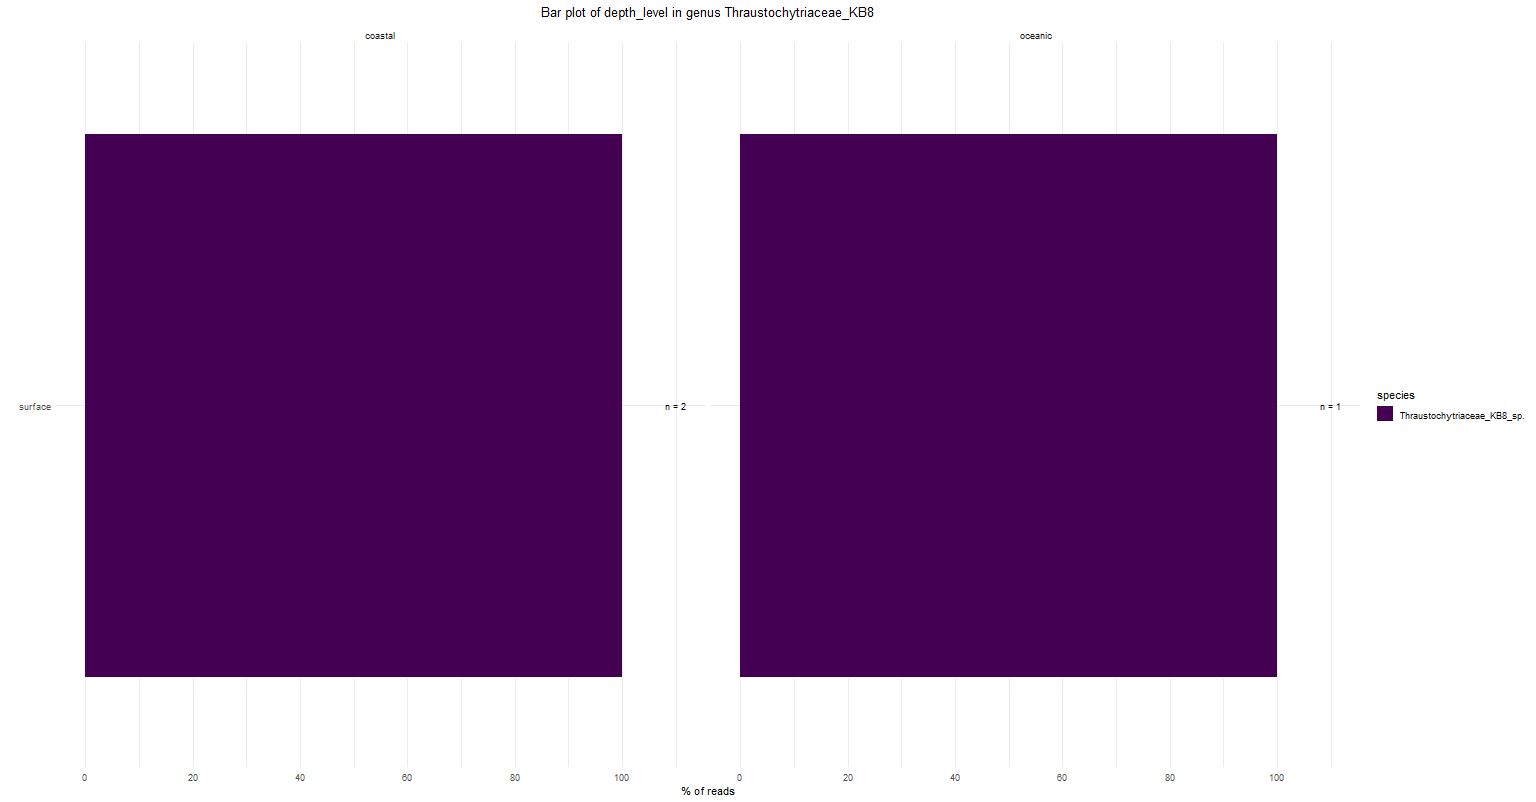 Bar plot of depth_level in genus Thraustochytriaceae_KB8
coastal
oceanic
surface
n = 2
n = 1
species
Thraustochytriaceae_KB8_sp.
0 20 40 60 80 100
0 20 40 60 80 100
% of reads